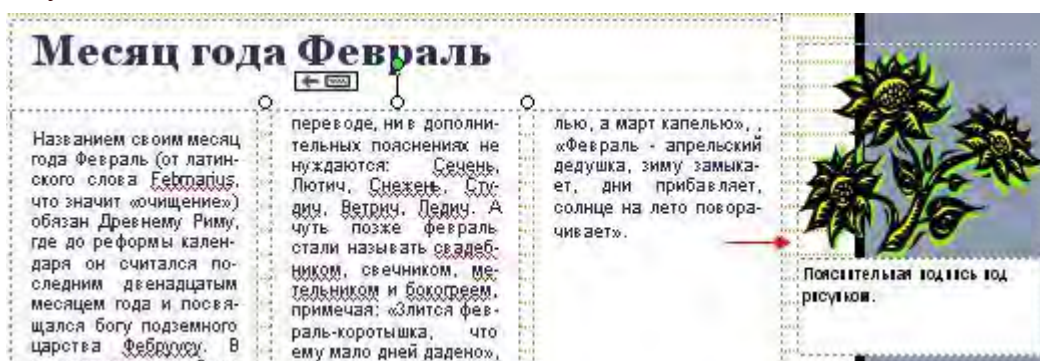 Месяц года Февраль
Названием своим месяц
года Февраль (от латин-
ского слова Februarius,
что значит «очищение»)
обязан Древнему Риму,
где до реформы кален-
даря он считался по-
следним двенадцатым
месяцем года и посвя-
щался богу подземного
царства Фебруусу. В
переводе, ни в дополни-
тельных пояснениях не
нуждаются: Сечень,
Лютич, Снежень, Сту-
дич, Ветрич, Ледич. А
чуть позже февраль
стали называть свадеб-
ником, свечником, ме-
тельником и бокогреем,
примечая: «Злится фев-
раль-коротышка, что
ему мало дней дадено»,
лью, а март капелью», ,
«Февраль - апрельский
дедушка, зиму замыка-
ет, дни прибавляет,
солнце на лето повора-
чивает».
Пояснительная подпись под
рисунком.